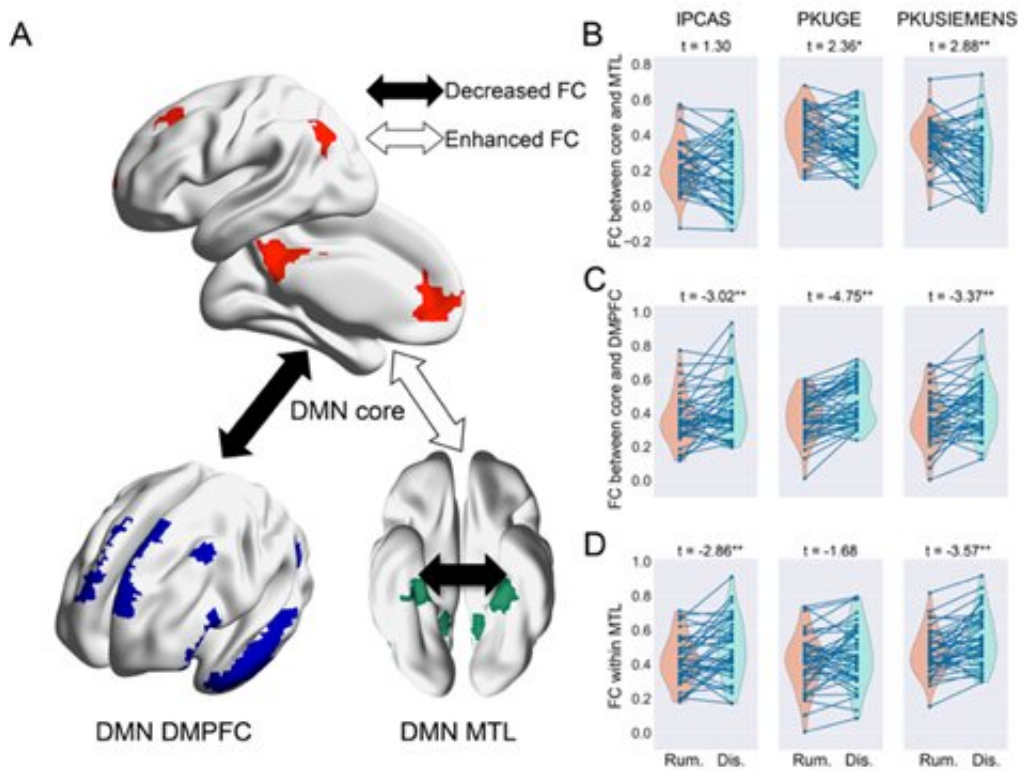 A
Decreased FC
Enhanced FC
DMN core
DMN DMPFC
DMN MTL
IPCAS PKUGE PKUSIEMENS
B
t = 1.30 t = 2.36* t = 2.88**
FC between core and MTL
0.8
0.6
0.4
0.2
0.0
−0.2
C
t = -3.02** t = -4.75** t = -3.37**
FC between core and DMPFC
1.0
0.8
0.6
0.4
0.2
0.0
D
t = -2.86** t = -1.68 t = -3.57**
FC within MTL
1.0
0.8
0.6
0.4
0.2
0.0
Rum. Dis. Rum. Dis. Rum. Dis.